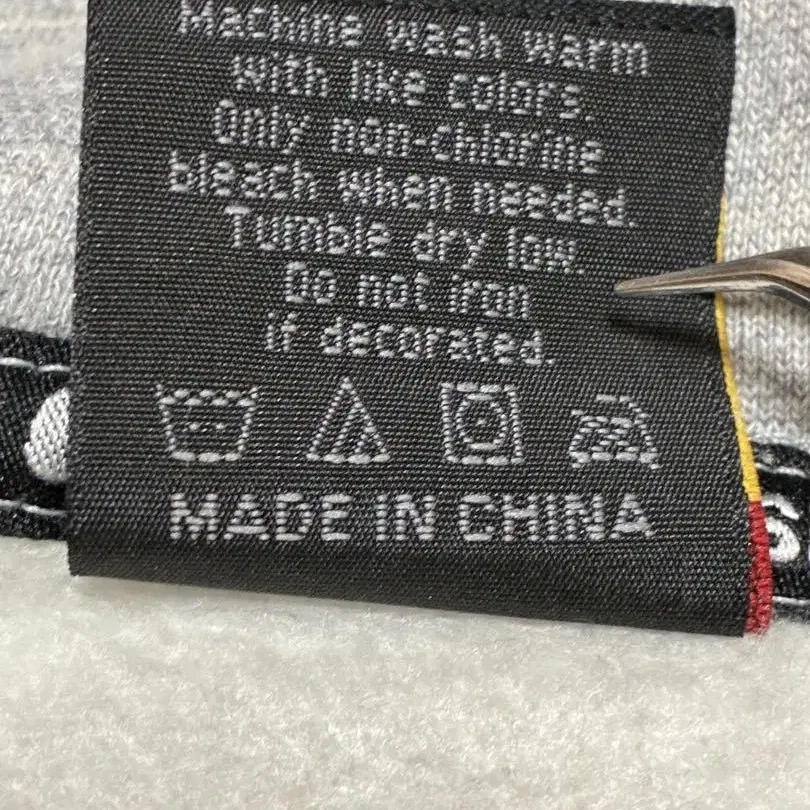 Machine wash warm
with like colors.
Only non-chlorine
bleach when needed.
Tumble dry low.
Do not iron
if decorated.
MADE IN CHINA